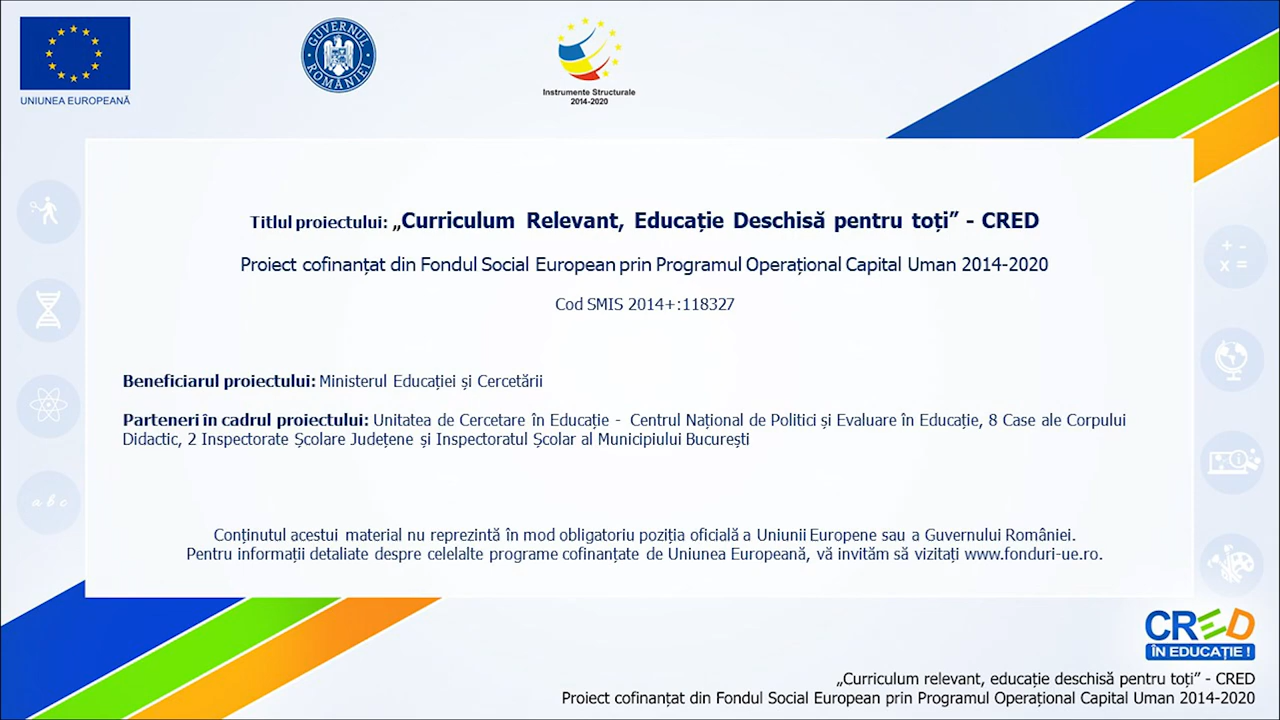 UNIUNEA EUROPEANĂ
GUVERNUL ROMÂNIEI
Instrumente Structurale
2014-2020
Titlul proiectului: „Curriculum Relevant, Educație Deschisă pentru toți” - CRED
Proiect cofinanțat din Fondul Social European prin Programul Operațional Capital Uman 2014-2020
Cod SMIS 2014+:118327
Beneficiarul proiectului: Ministerul Educației și Cercetării
Parteneri în cadrul proiectului: Unitatea de Cercetare în Educație - Centrul Național de Politici și Evaluare în Educație, 8 Case ale Corpului
Didactic, 2 Inspectorate Școlare Județene și Inspectoratul Școlar al Municipiului București
Conținutul acestui material nu reprezintă în mod obligatoriu poziția oficială a Uniunii Europene sau a Guvernului României.
Pentru informații detaliate despre celelalte programe cofinanțate de Uniunea Europeană, vă invităm să vizitați www.fonduri-ue.ro.
+ -
x =
a b c
CRED
ÎN EDUCAȚIE !
„Curriculum relevant, educație deschisă pentru toți” - CRED
Proiect cofinanțat din Fondul Social European prin Programul Operațional Capital Uman 2014-2020